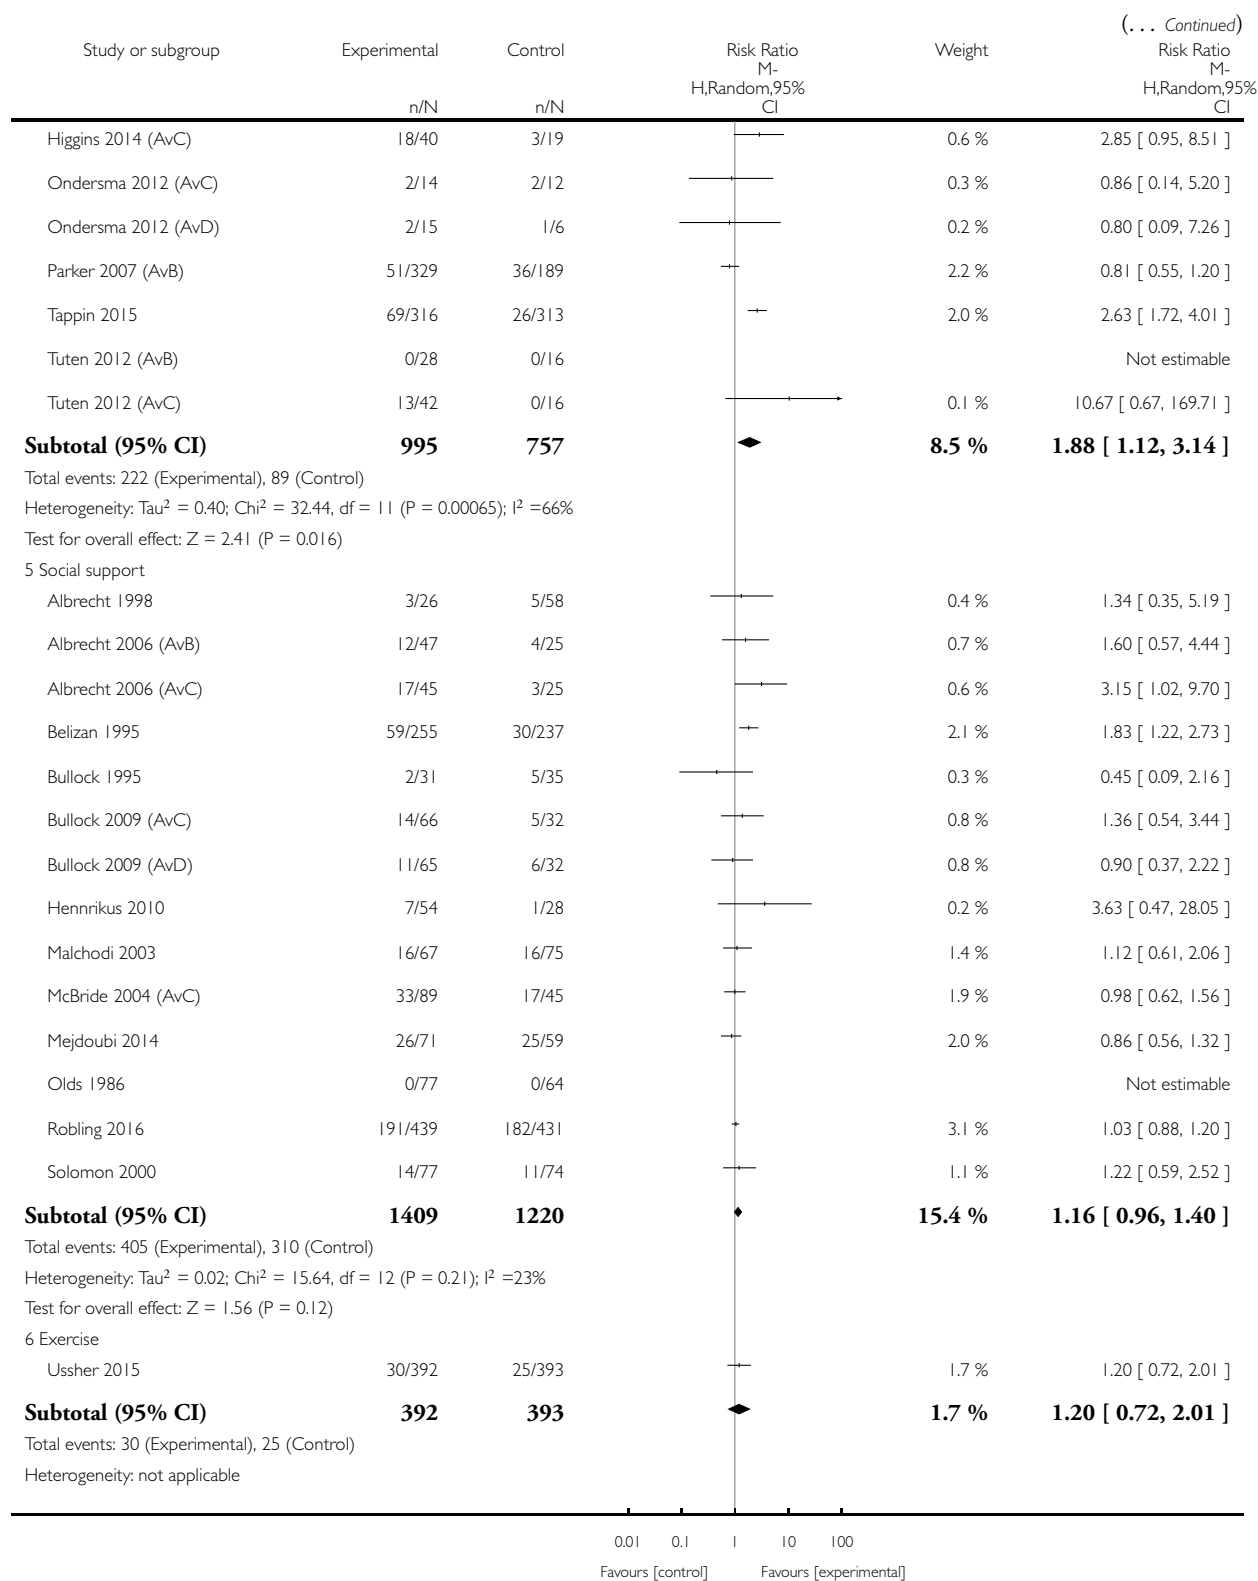 (... Continued)
Study or subgroup Experimental Control Risk Ratio Weight Risk Ratio
M- M-
H,Random,95% H,Random,95%
n/N n/N CI CI
Higgins 2014 (AvC) 18/40 3/19 0.6 % 2.85 [ 0.95, 8.51 ]
Ondersma 2012 (AvC) 2/14 2/12 0.3 % 0.86 [ 0.14, 5.20 ]
Ondersma 2012 (AvD) 2/15 1/6 0.2 % 0.80 [ 0.09, 7.26 ]
Parker 2007 (AvB) 51/329 36/189 2.2 % 0.81 [ 0.55, 1.20 ]
Tappin 2015 69/316 26/313 2.0 % 2.63 [ 1.72, 4.01 ]
Tuten 2012 (AvB) 0/28 0/16 Not estimable
Tuten 2012 (AvC) 13/42 0/16 0.1 % 10.67 [ 0.67, 169.71 ]
Subtotal (95% CI) 995 757 8.5 % 1.88 [ 1.12, 3.14 ]
Total events: 222 (Experimental), 89 (Control)
Heterogeneity: Tau² = 0.40; Chi² = 32.44, df = 11 (P = 0.00065); I² =66%
Test for overall effect: Z = 2.41 (P = 0.016)
5 Social support
Albrecht 1998 3/26 5/58 0.4 % 1.34 [ 0.35, 5.19 ]
Albrecht 2006 (AvB) 12/47 4/25 0.7 % 1.60 [ 0.57, 4.44 ]
Albrecht 2006 (AvC) 17/45 3/25 0.6 % 3.15 [ 1.02, 9.70 ]
Belizan 1995 59/255 30/237 2.1 % 1.83 [ 1.22, 2.73 ]
Bullock 1995 2/31 5/35 0.3 % 0.45 [ 0.09, 2.16 ]
Bullock 2009 (AvC) 14/66 5/32 0.8 % 1.36 [ 0.54, 3.44 ]
Bullock 2009 (AvD) 11/65 6/32 0.8 % 0.90 [ 0.37, 2.22 ]
Hennrikus 2010 7/54 1/28 0.2 % 3.63 [ 0.47, 28.05 ]
Malchodi 2003 16/67 16/75 1.4 % 1.12 [ 0.61, 2.06 ]
McBride 2004 (AvC) 33/89 17/45 1.9 % 0.98 [ 0.62, 1.56 ]
Mejdoubi 2014 26/71 25/59 2.0 % 0.86 [ 0.56, 1.32 ]
Olds 1986 0/77 0/64 Not estimable
Robling 2016 191/439 182/431 3.1 % 1.03 [ 0.88, 1.20 ]
Solomon 2000 14/77 11/74 1.1 % 1.22 [ 0.59, 2.52 ]
Subtotal (95% CI) 1409 1220 15.4 % 1.16 [ 0.96, 1.40 ]
Total events: 405 (Experimental), 310 (Control)
Heterogeneity: Tau² = 0.02; Chi² = 15.64, df = 12 (P = 0.21); I² =23%
Test for overall effect: Z = 1.56 (P = 0.12)
6 Exercise
Ussher 2015 30/392 25/393 1.7 % 1.20 [ 0.72, 2.01 ]
Subtotal (95% CI) 392 393 1.7 % 1.20 [ 0.72, 2.01 ]
Total events: 30 (Experimental), 25 (Control)
Heterogeneity: not applicable
0.01 0.1 1 10 100
Favours [control] Favours [experimental]